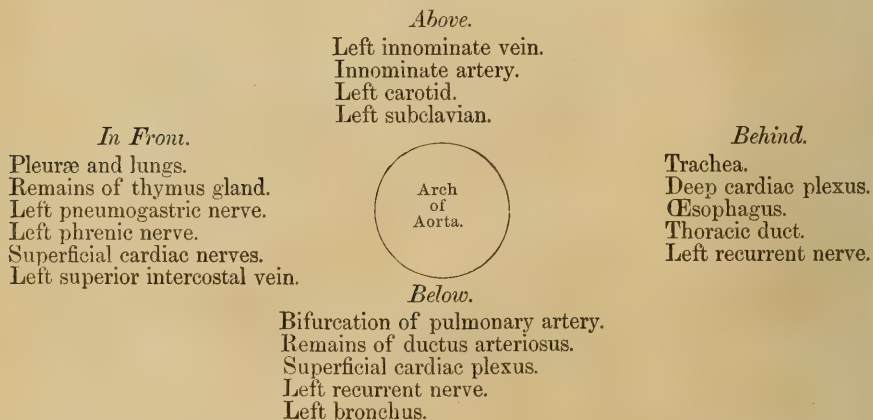 Above.
Left innominate vein.
Innominate artery.
Left carotid.
Left subclavian.
In Front.
Pleuræ and lungs.
Remains of thymus gland.
Left pneumogastric nerve.
Left phrenic nerve.
Superficial cardiac nerves.
Left superior intercostal vein.
Arch
of
Aorta.
Behind.
Trachea.
Deep cardiac plexus.
Œsophagus.
Thoracic duct.
Left recurrent nerve.
Below.
Bifurcation of pulmonary artery.
Remains of ductus arteriosus.
Superficial cardiac plexus.
Left recurrent nerve.
Left bronchus.